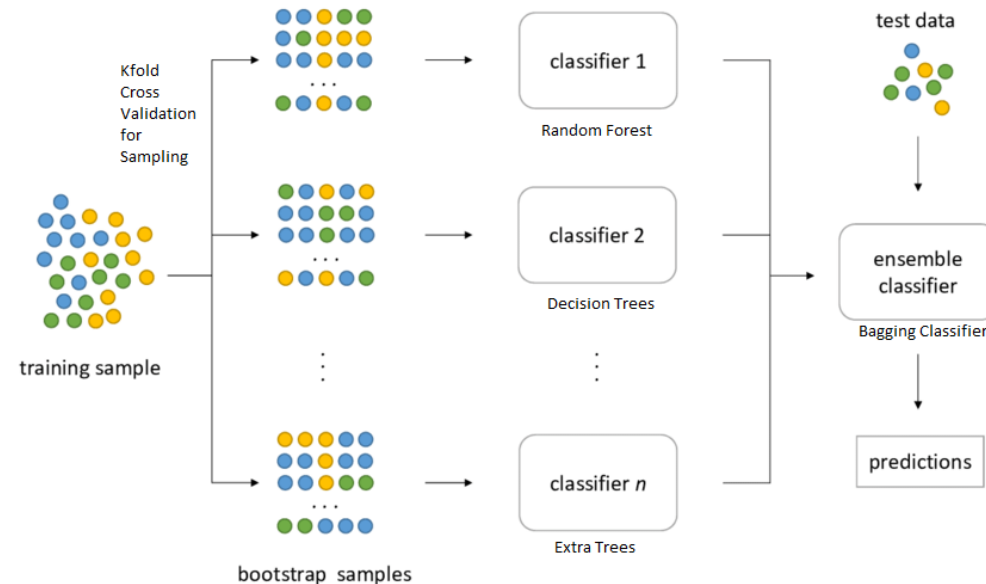 test data
Kfold
Cross
Validation
for
Sampling
...
classifier 1
Random Forest
classifier 2
...
Decision Trees
ensemble
classifier
Bagging Classifier
training sample
...
...
classifier n
...
Extra Trees
predictions
bootstrap samples